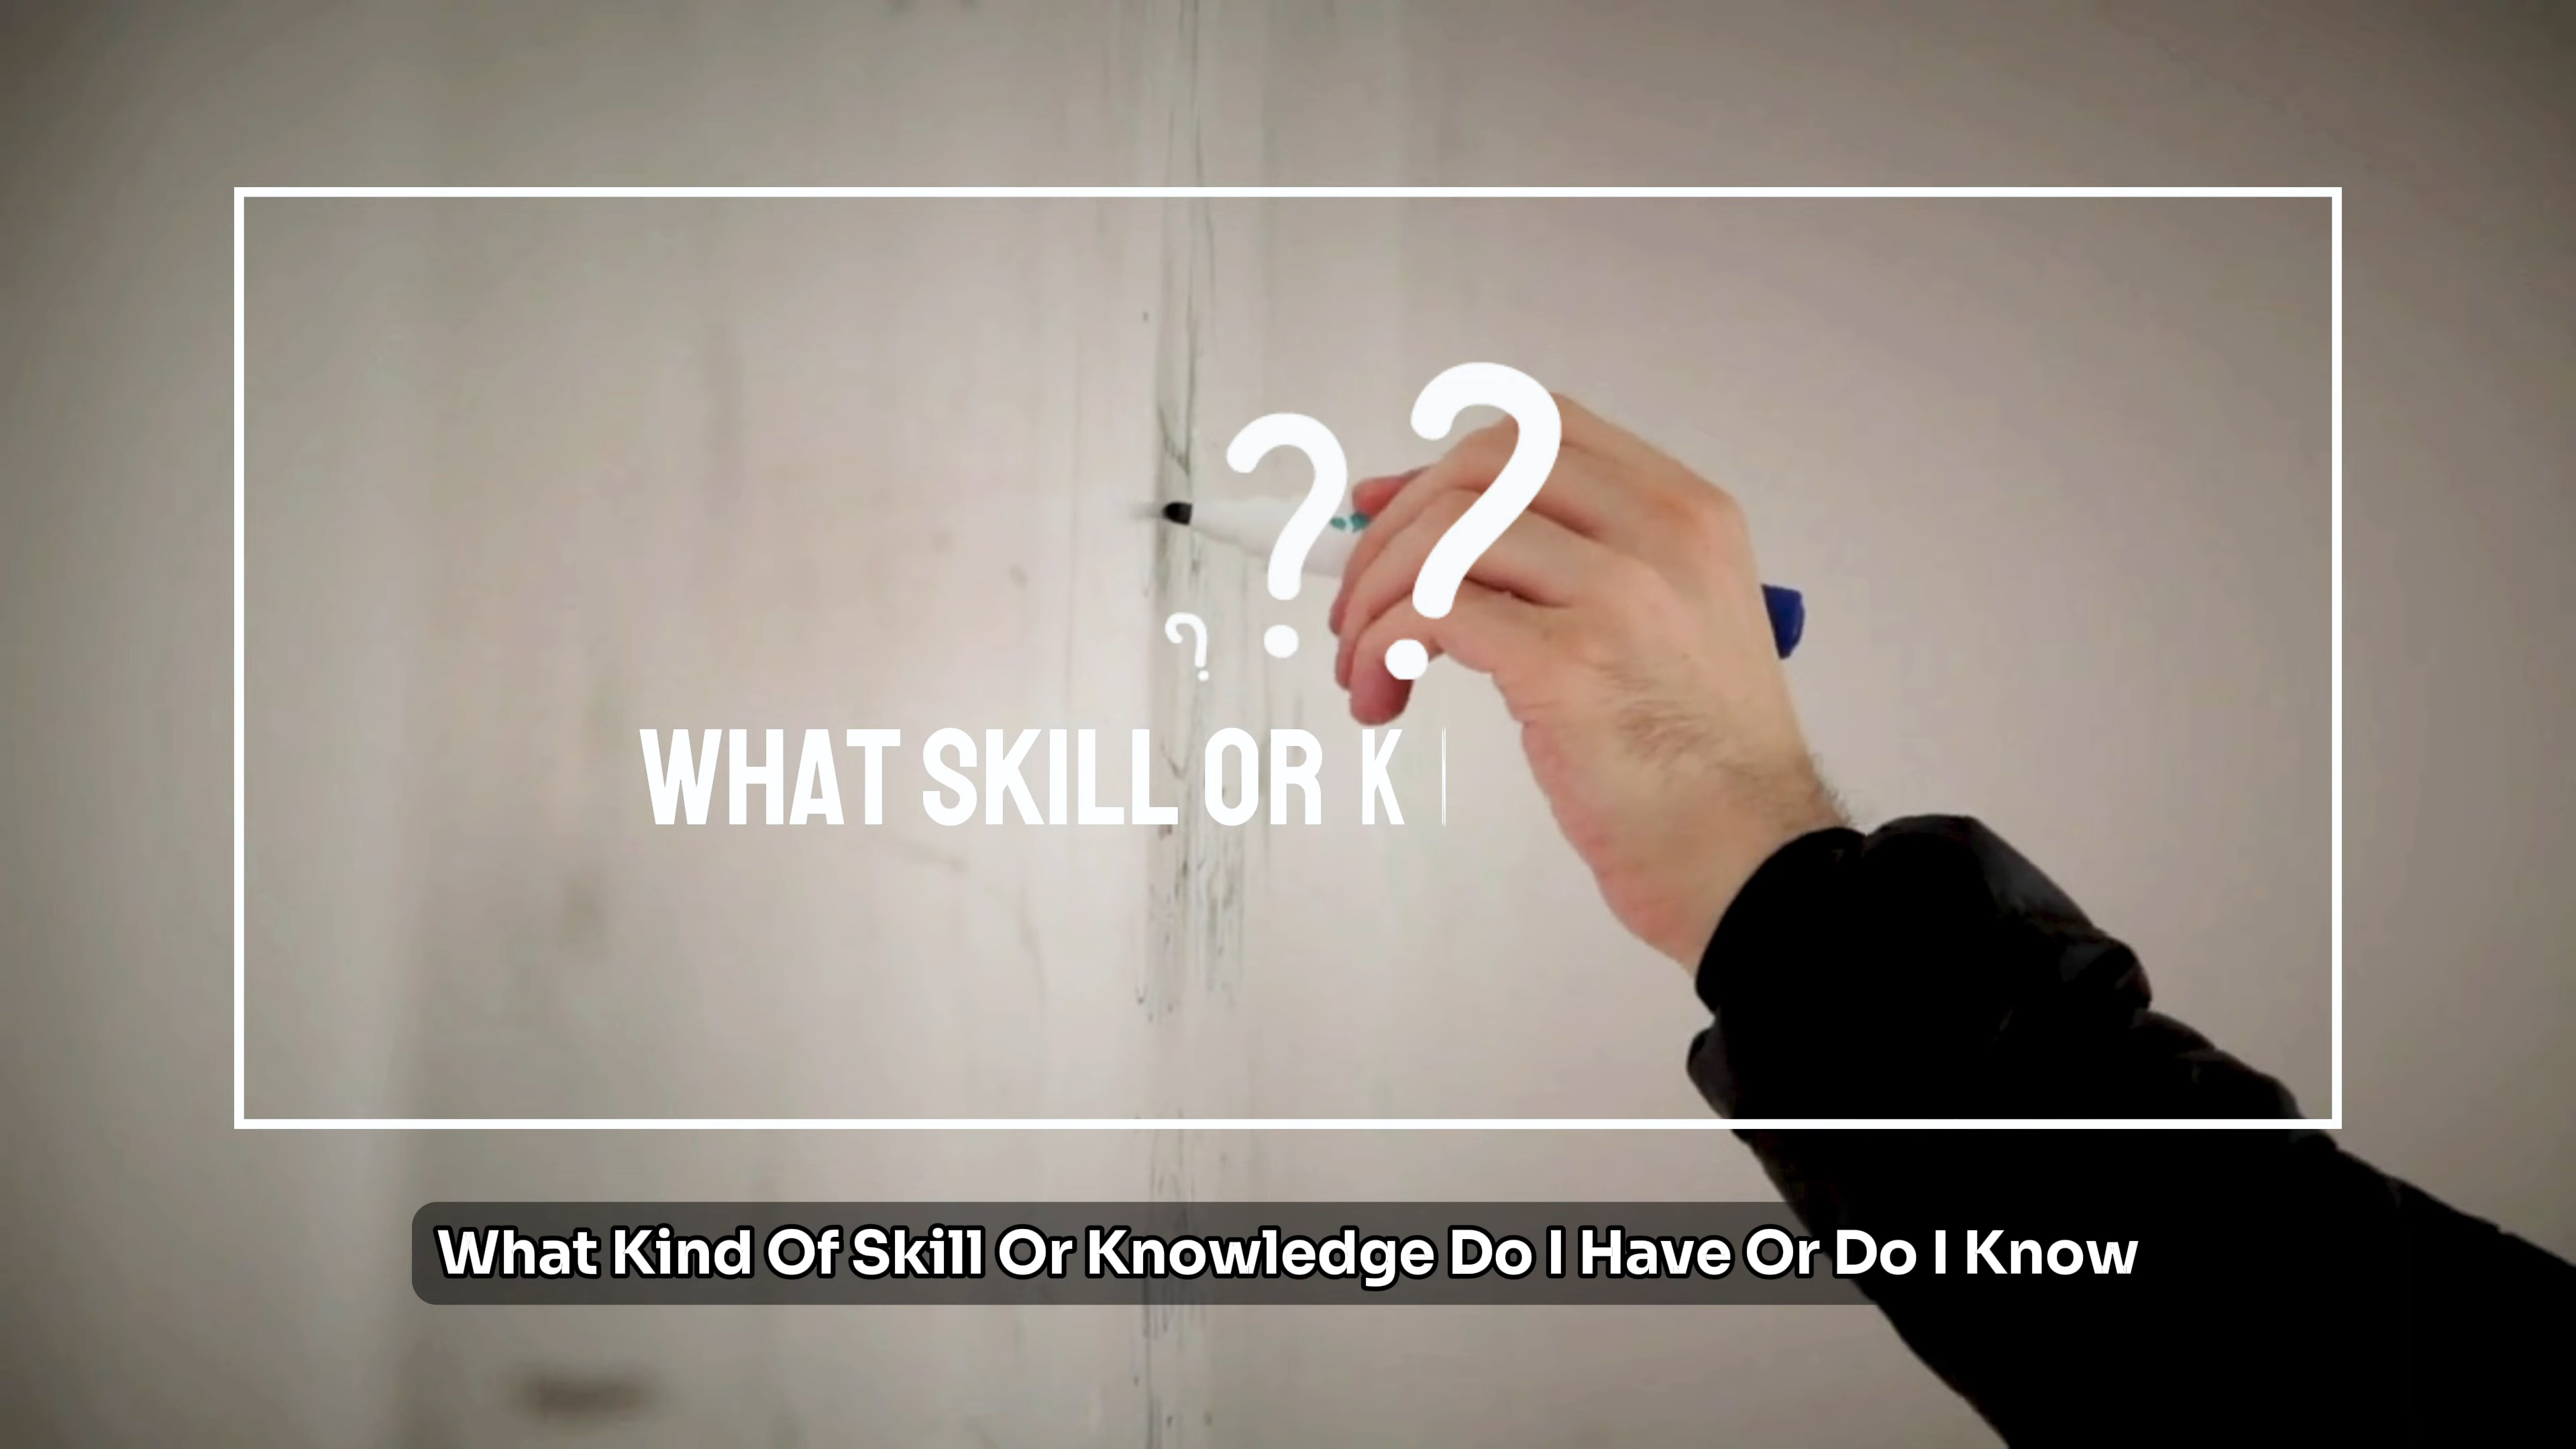 ???
WHAT SKILL OR K
What Kind Of Skill Or Knowledge Do I Have Or Do I Know